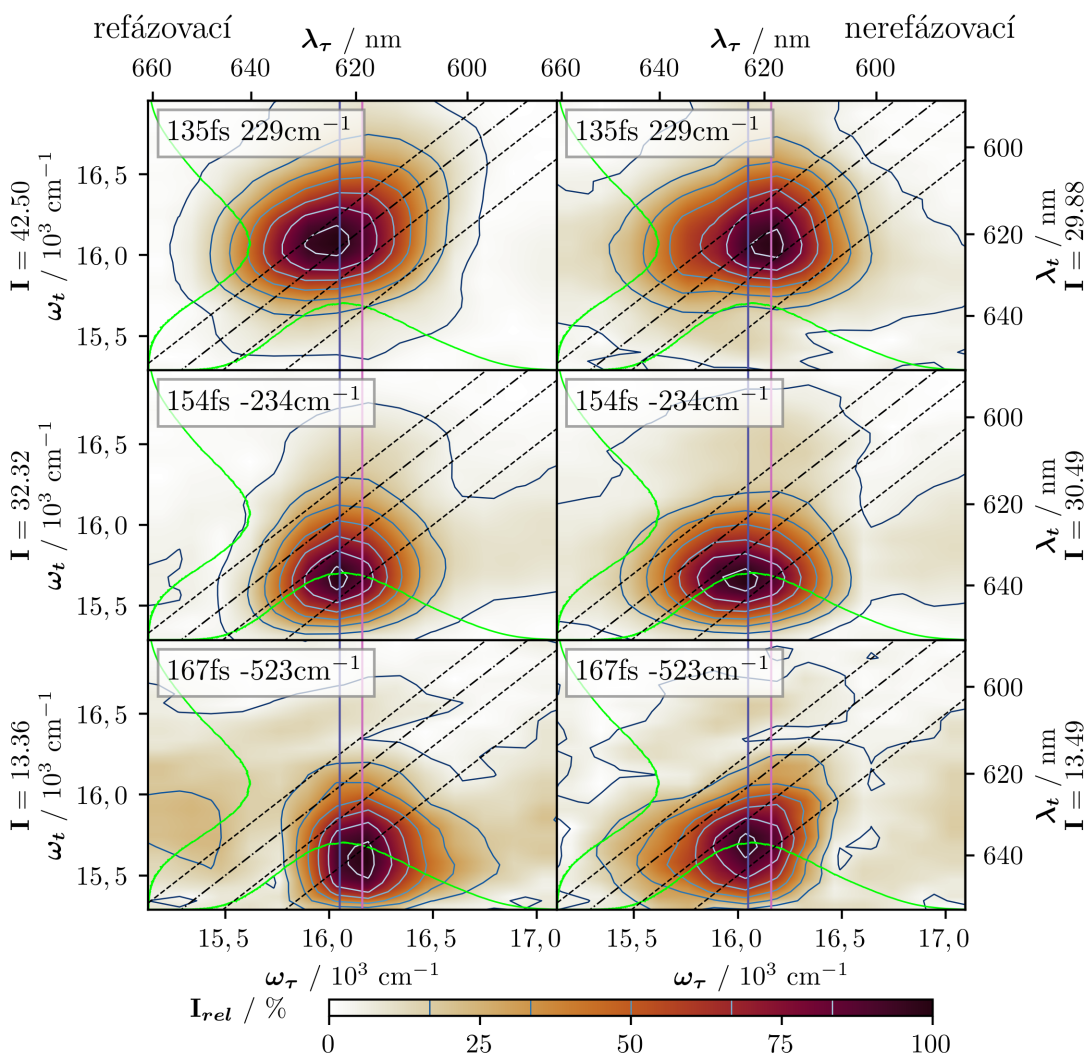 refázovací
nerefázovací
λτ / nm
λτ / nm
660 640 620 600
660 640 620 600
135fs 229cm⁻¹
135fs 229cm⁻¹
I = 42.50
ωt / 10³ cm⁻¹
16,5
16,0
15,5
600
620
640
λt / nm
I = 29.88
154fs -234cm⁻¹
154fs -234cm⁻¹
I = 32.32
ωt / 10³ cm⁻¹
16,5
16,0
15,5
600
620
640
λt / nm
I = 30.49
167fs -523cm⁻¹
167fs -523cm⁻¹
I = 13.36
ωt / 10³ cm⁻¹
16,5
16,0
15,5
600
620
640
λt / nm
I = 13.49
15,5 16,0 16,5 17,0
15,5 16,0 16,5 17,0
ωτ / 10³ cm⁻¹
ωτ / 10³ cm⁻¹
Irel / %
0 25 50 75 100